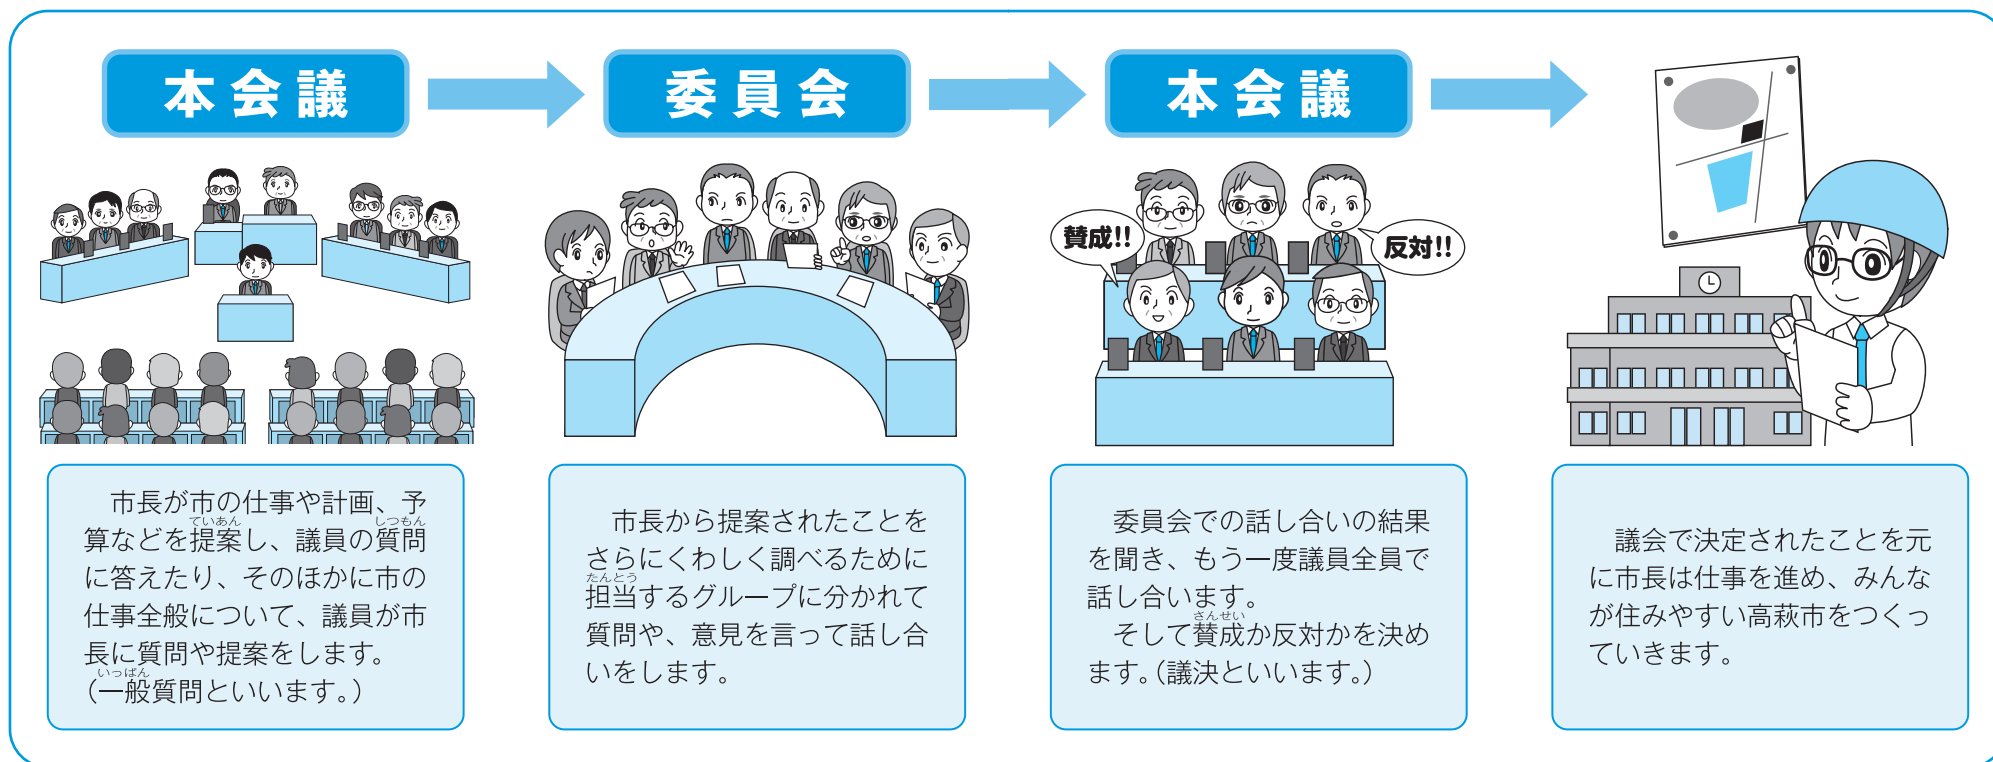 本会議
委員会
本会議
賛成!!
反対!!
市長が市の仕事や計画、予
ていあん しつもん
算などを提案し、議員の質問
に答えたり、そのほかに市の
仕事全般について、議員が市
長に質問や提案をします。
いっぱん
(一般質問といいます。)
市長から提案されたことを
さらにくわしく調べるために
たんとう
担当するグループに分かれて
質問や、意見を言って話し合
いをします。
委員会での話し合いの結果
を聞き、もう一度議員全員で
話し合います。
さんせい
そして賛成か反対かを決め
ます。(議決といいます。)
議会で決定されたことを元
に市長は仕事を進め、みんな
が住みやすい高萩市をつくっ
ていきます。